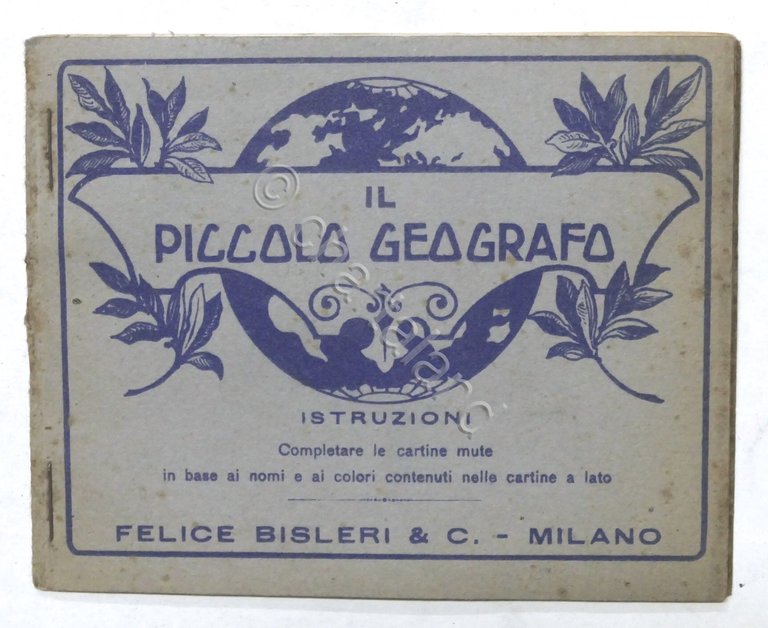 IL
PICCOLO GEOGRAFO
ISTRUZIONI
Completare le cartine mute
in base ai nomi e ai colori contenuti nelle cartine a lato
FELICE BISLERI & C. - MILANO